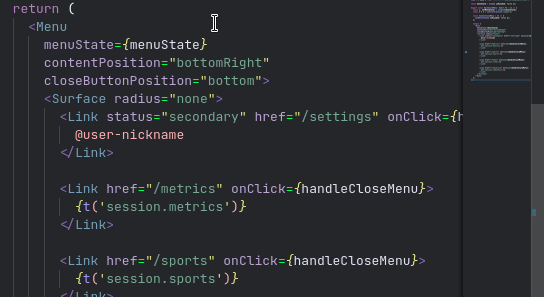 return (
<Menu
menuState={menuState}
contentPosition="bottomRight"
closeButtonPosition="bottom">
<Surface radius="none">
<Link status="secondary" href="/settings" onClick={h
@user-nickname
</Link>
<Link href="/metrics" onClick={handleCloseMenu}>
{t('session.metrics')}
</Link>
<Link href="/sports" onClick={handleCloseMenu}>
{t('session.sports')}
</Link>